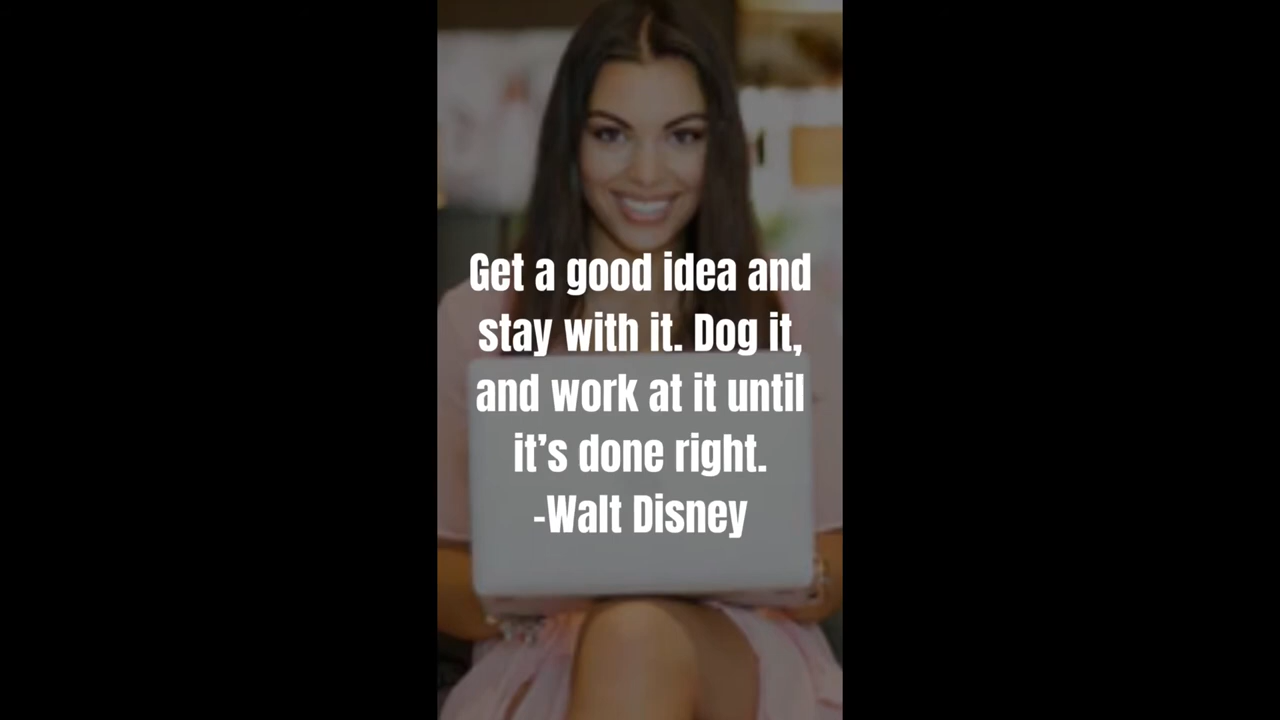 Get a good idea and
stay with it. Dog it,
and work at it until
it’s done right.
-Walt Disney